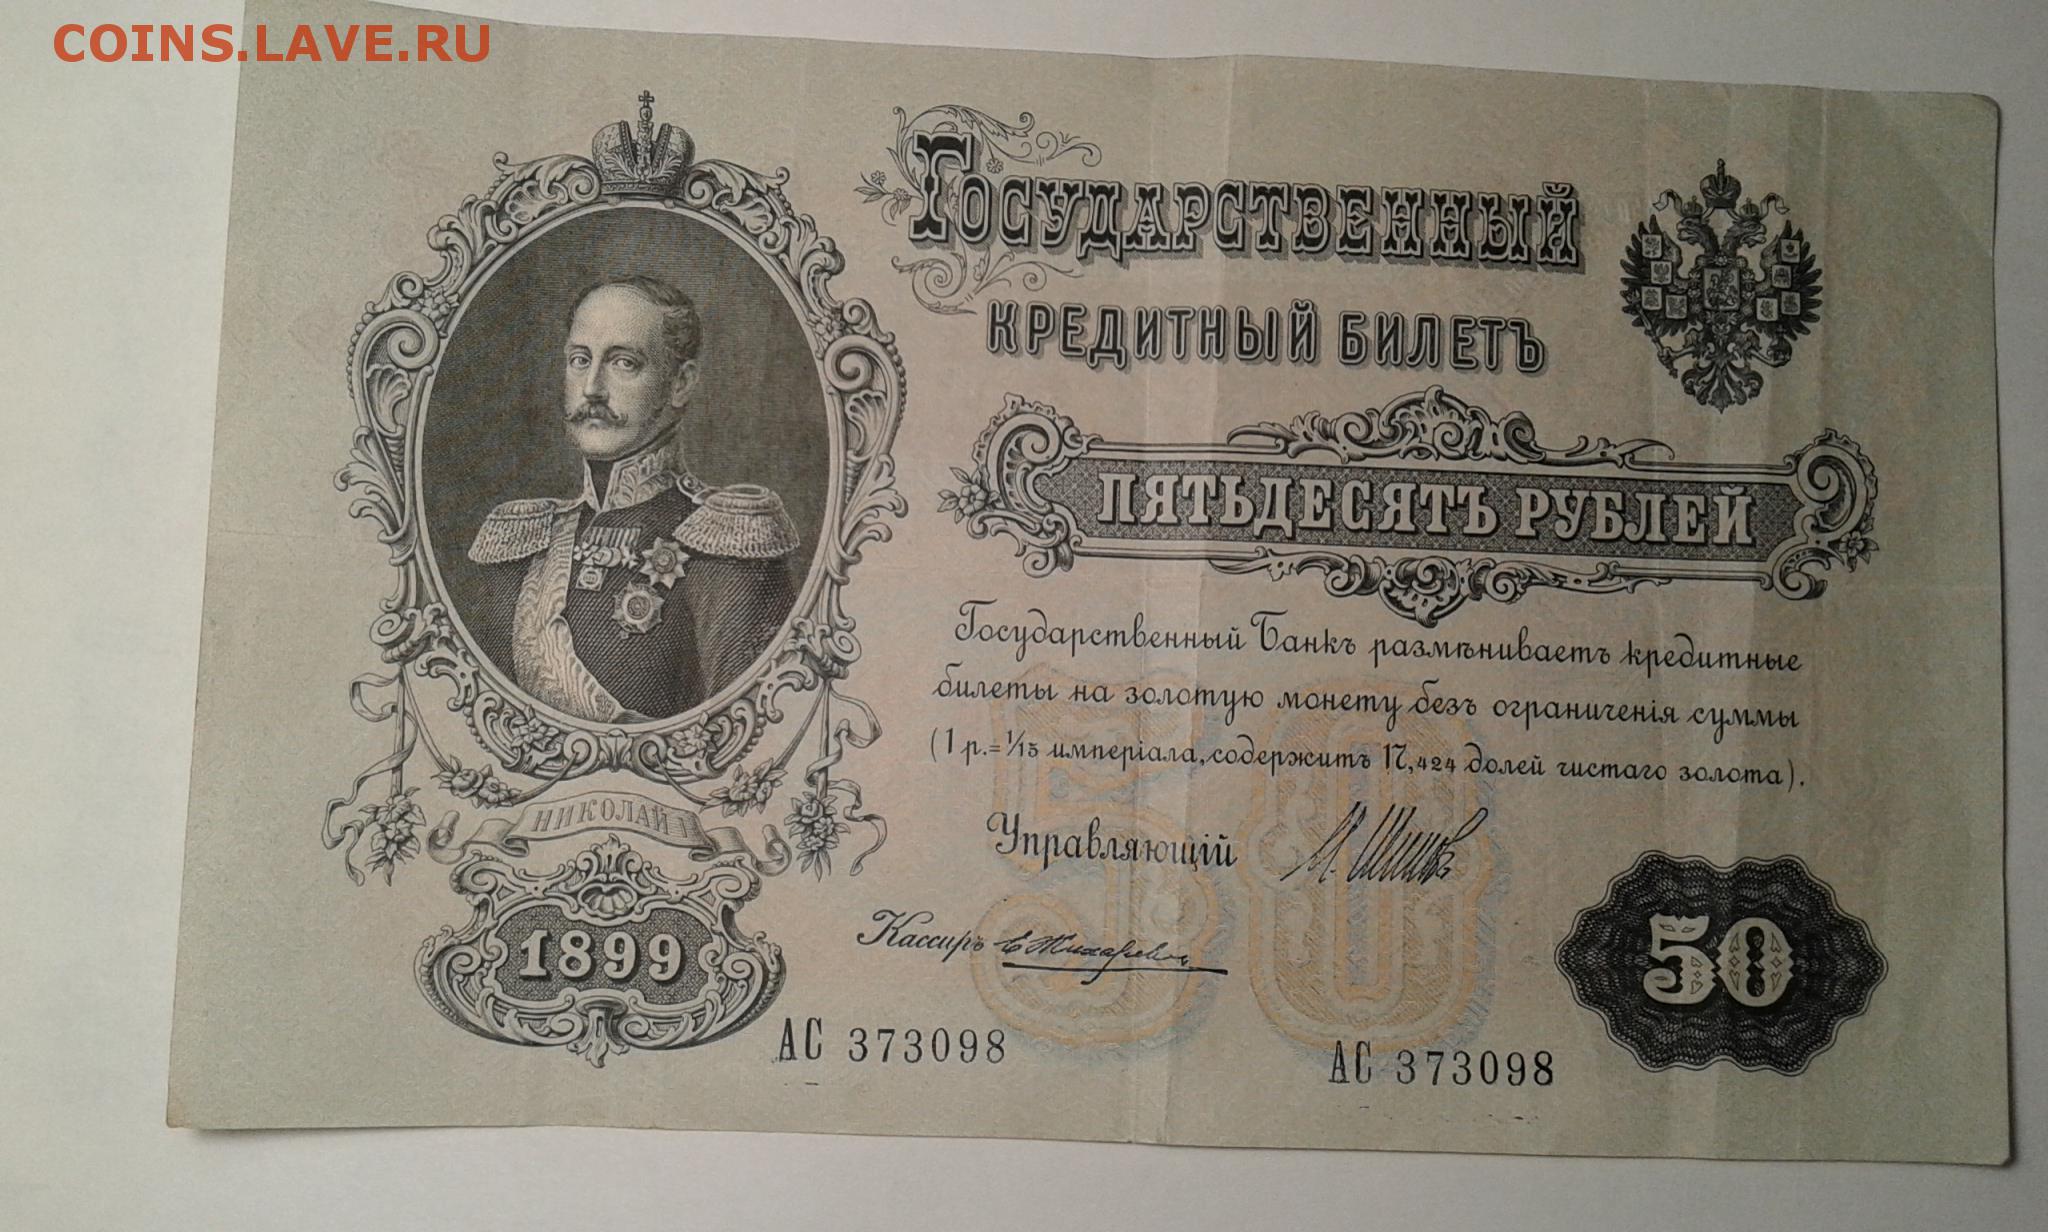 COINS.LAVE.RU
Государственный
кредитный билетъ
ПЯТЬДЕСЯТЪ РУБЛЕЙ
Государственный Банкъ размѣниваетъ кредитные
билеты на золотую монету безъ ограниченія суммы
(1 р.=1/15 имперіала, содержитъ 17,424 долей чистаго золота).
Управляющій И. Шипов
Кассиръ Е. Жихаревъ
НИКОЛАЙ I
1899
50
АС 373098
АС 373098